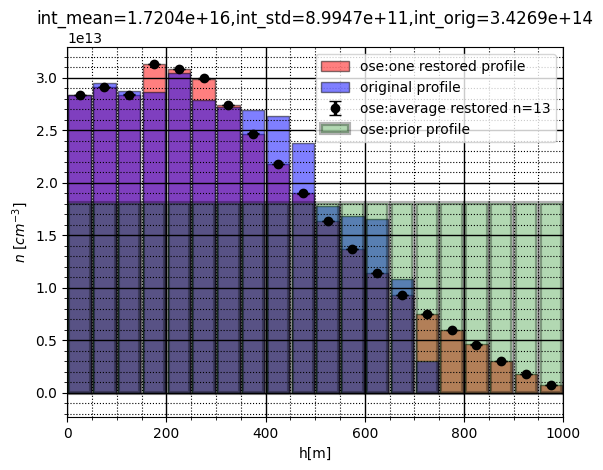 int_mean=1.7204e+16,int_std=8.9947e+11,int_orig=3.4269e+14
1e13
ose:one restored profile
original profile
ose:average restored n=13
ose:prior profile
3.0
2.5
2.0
1.5
1.0
0.5
0.0
n [cm⁻³]
0 200 400 600 800 1000
h[m]